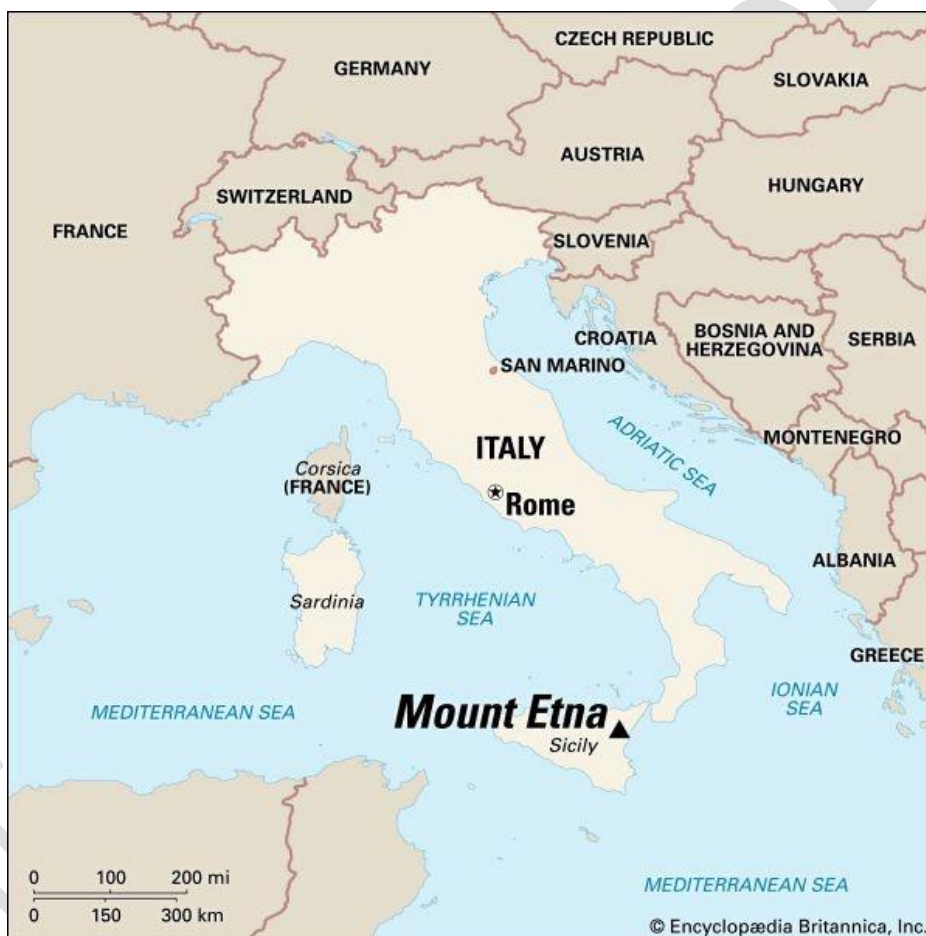 CZECH REPUBLIC
GERMANY
SLOVAKIA
AUSTRIA
HUNGARY
SWITZERLAND
FRANCE
SLOVENIA
CROATIA
BOSNIA AND
HERZEGOVINA
SERBIA
SAN MARINO
ITALY
ADRIATIC SEA
MONTENEGRO
Corsica
(FRANCE)
Rome
ALBANIA
Sardinia
TYRRHENIAN
SEA
GREECE
IONIAN
SEA
MEDITERRANEAN SEA
Mount Etna
Sicily
0 100 200 mi
0 150 300 km
MEDITERRANEAN SEA
© Encyclopædia Britannica, Inc.